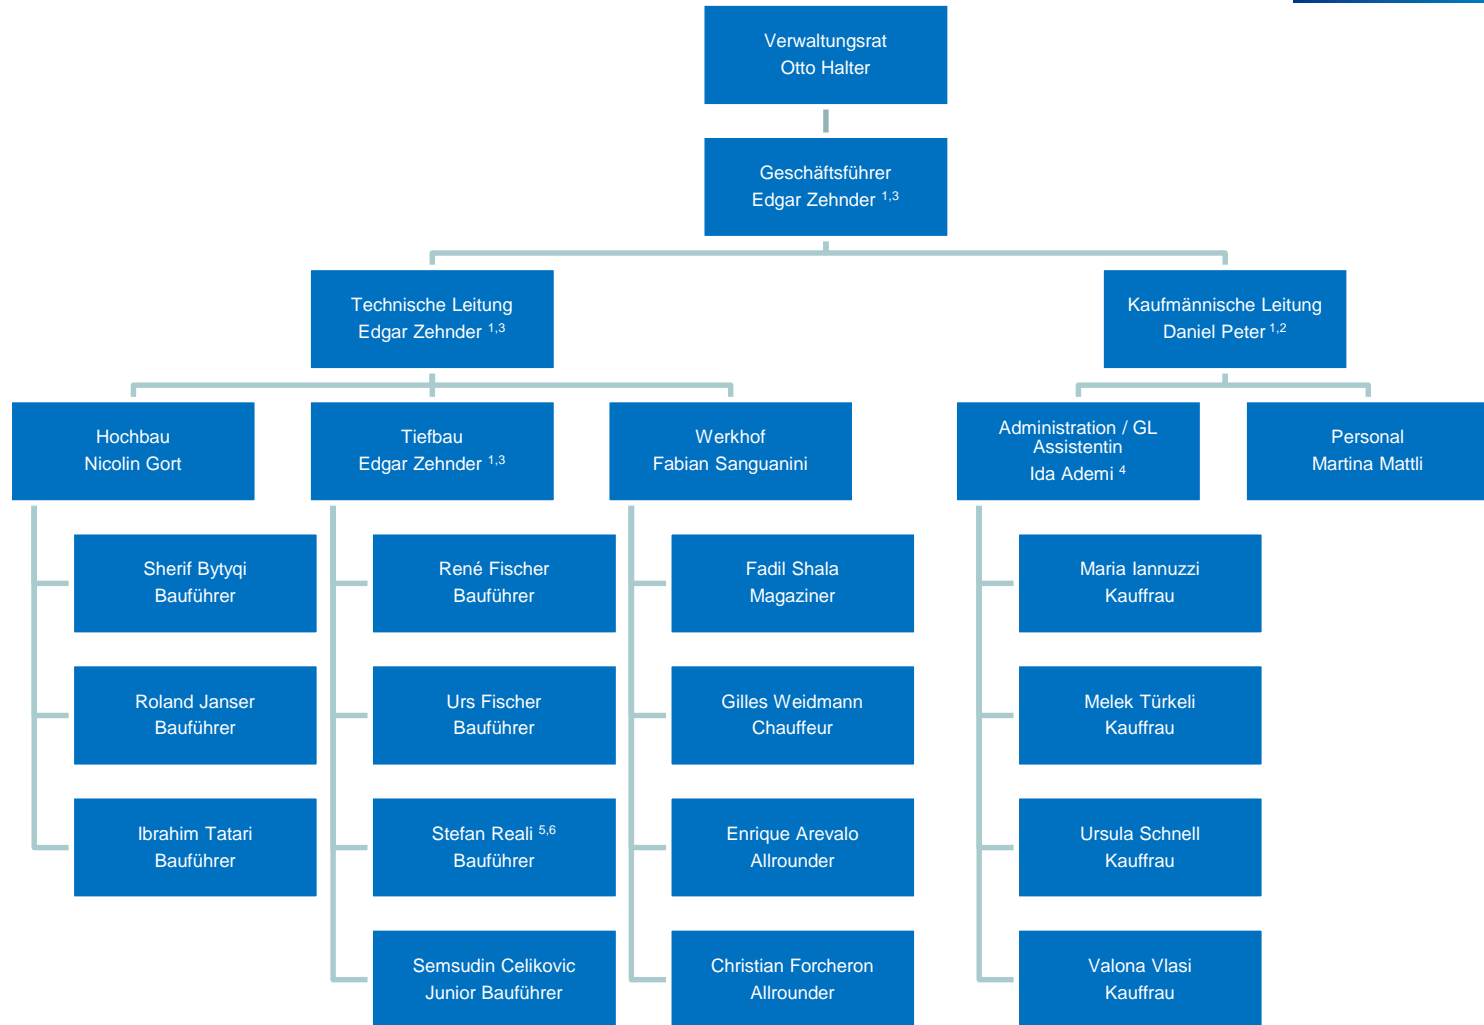 Verwaltungsrat
Otto Halter
Geschäftsführer
Edgar Zehnder 1,3
Technische Leitung
Edgar Zehnder 1,3
Kaufmännische Leitung
Daniel Peter 1,2
Hochbau
Nicolin Gort
Tiefbau
Edgar Zehnder 1,3
Werkhof
Fabian Sanguanini
Administration / GL
Assistentin
Ida Ademi 4
Personal
Martina Mattli
Sherif Bytyqi
Bauführer
René Fischer
Bauführer
Fadil Shala
Magaziner
Maria Iannuzzi
Kauffrau
Roland Janser
Bauführer
Urs Fischer
Bauführer
Gilles Weidmann
Chauffeur
Melek Türkeli
Kauffrau
Ibrahim Tatari
Bauführer
Stefan Reali 5,6
Bauführer
Enrique Arevalo
Allrounder
Ursula Schnell
Kauffrau
Semsudin Celikovic
Junior Bauführer
Christian Forcheron
Allrounder
Valona Vlasi
Kauffrau